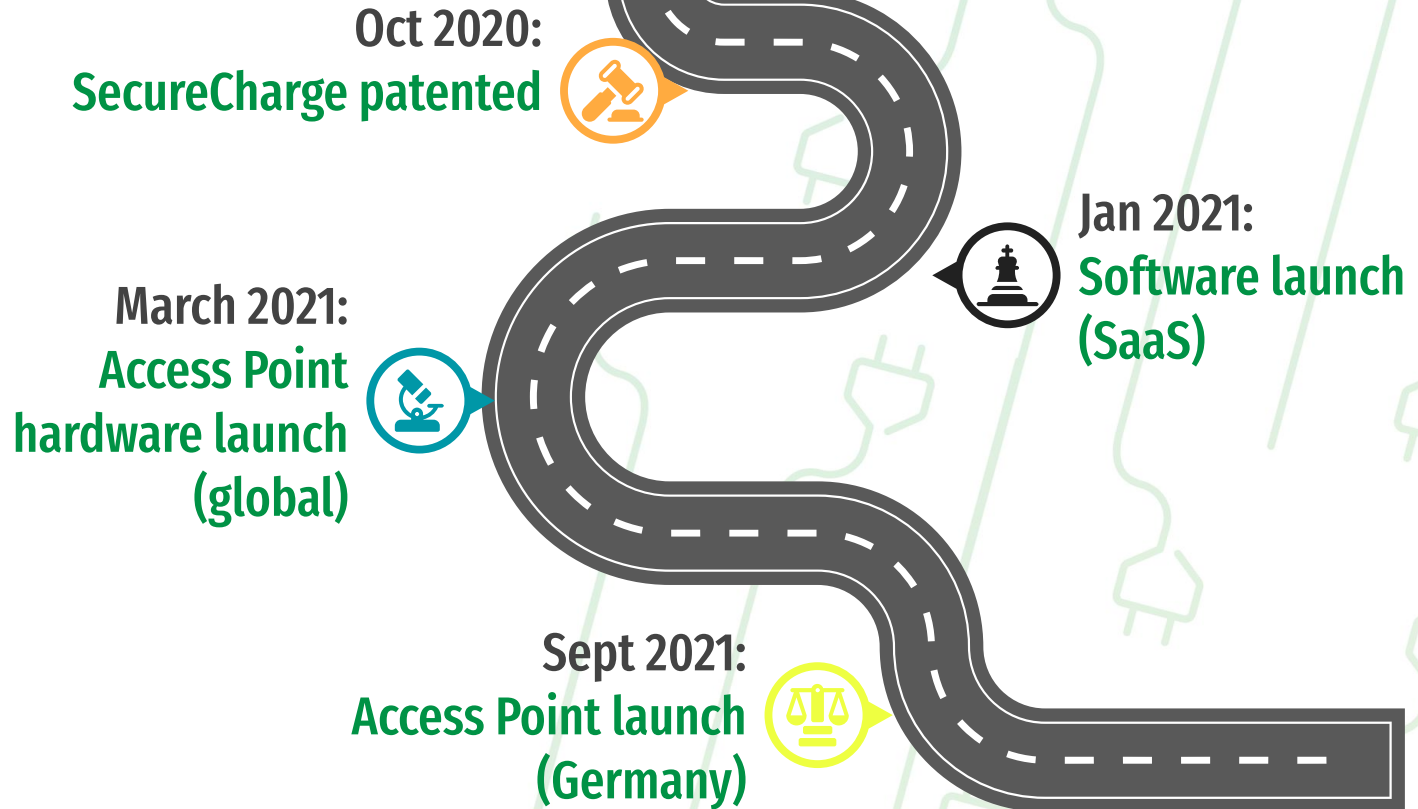 Oct 2020:
SecureCharge patented
Jan 2021:
Software launch
(SaaS)
March 2021:
Access Point
hardware launch
(global)
Sept 2021:
Access Point launch
(Germany)